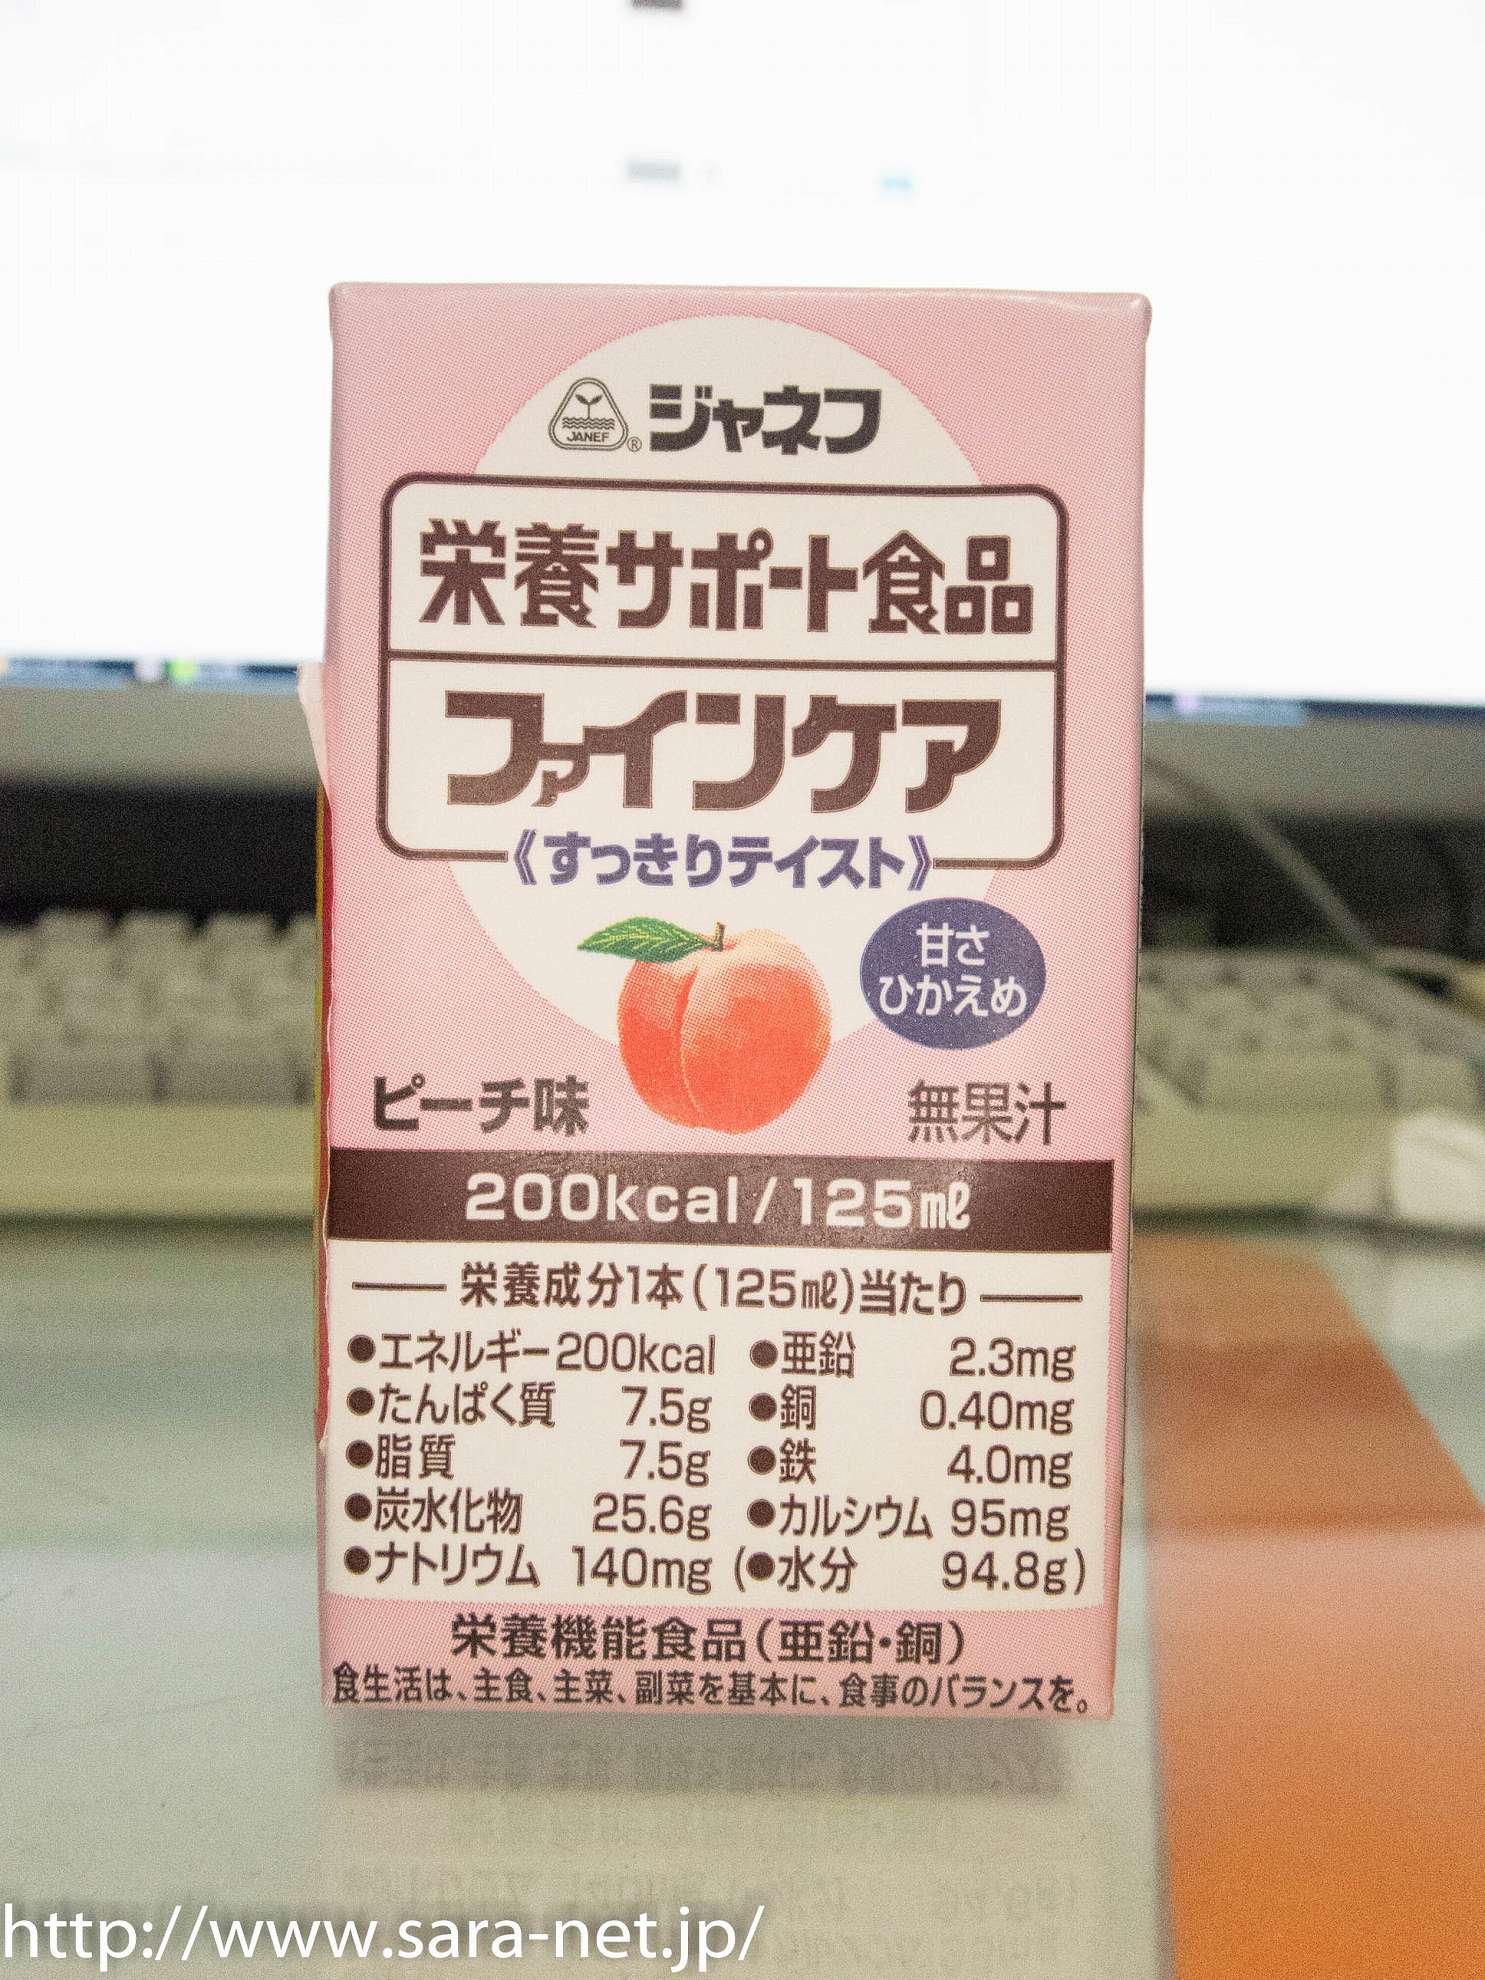 JANEF ® ジャネフ
栄養サポート食品
ファインケア
《すっきりテイスト》
甘さ
ひかえめ
ピーチ味 無果汁
200kcal/125㎖
栄養成分1本(125㎖)当たり
●エネルギー200kcal ●亜鉛 2.3mg
●たんぱく質 7.5g ●銅 0.40mg
●脂質 7.5g ●鉄 4.0mg
●炭水化物 25.6g ●カルシウム 95mg
●ナトリウム 140mg (●水分 94.8g)
栄養機能食品(亜鉛・銅)
食生活は、主食、主菜、副菜を基本に、食事のバランスを。
http://www.sara-net.jp/